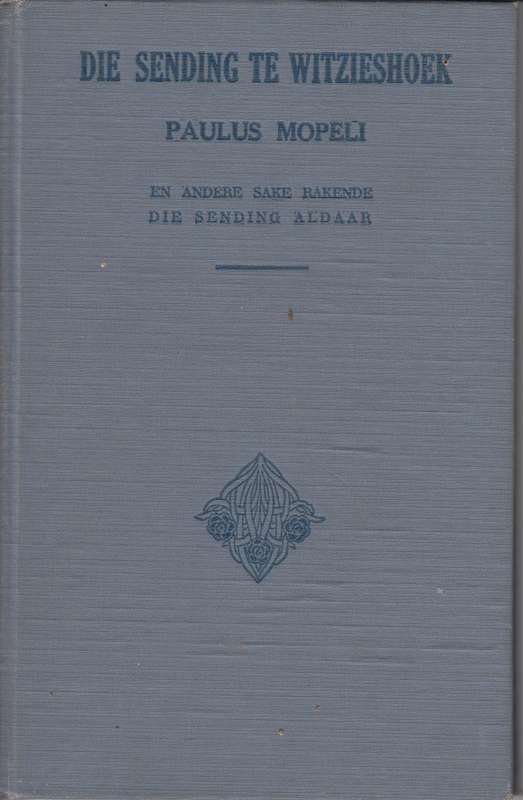 DIE SENDING TE WITZIESHOEK
PAULUS MOPELI
EN ANDERE SAKE RAKENDE
DIE SENDING ALDAAR